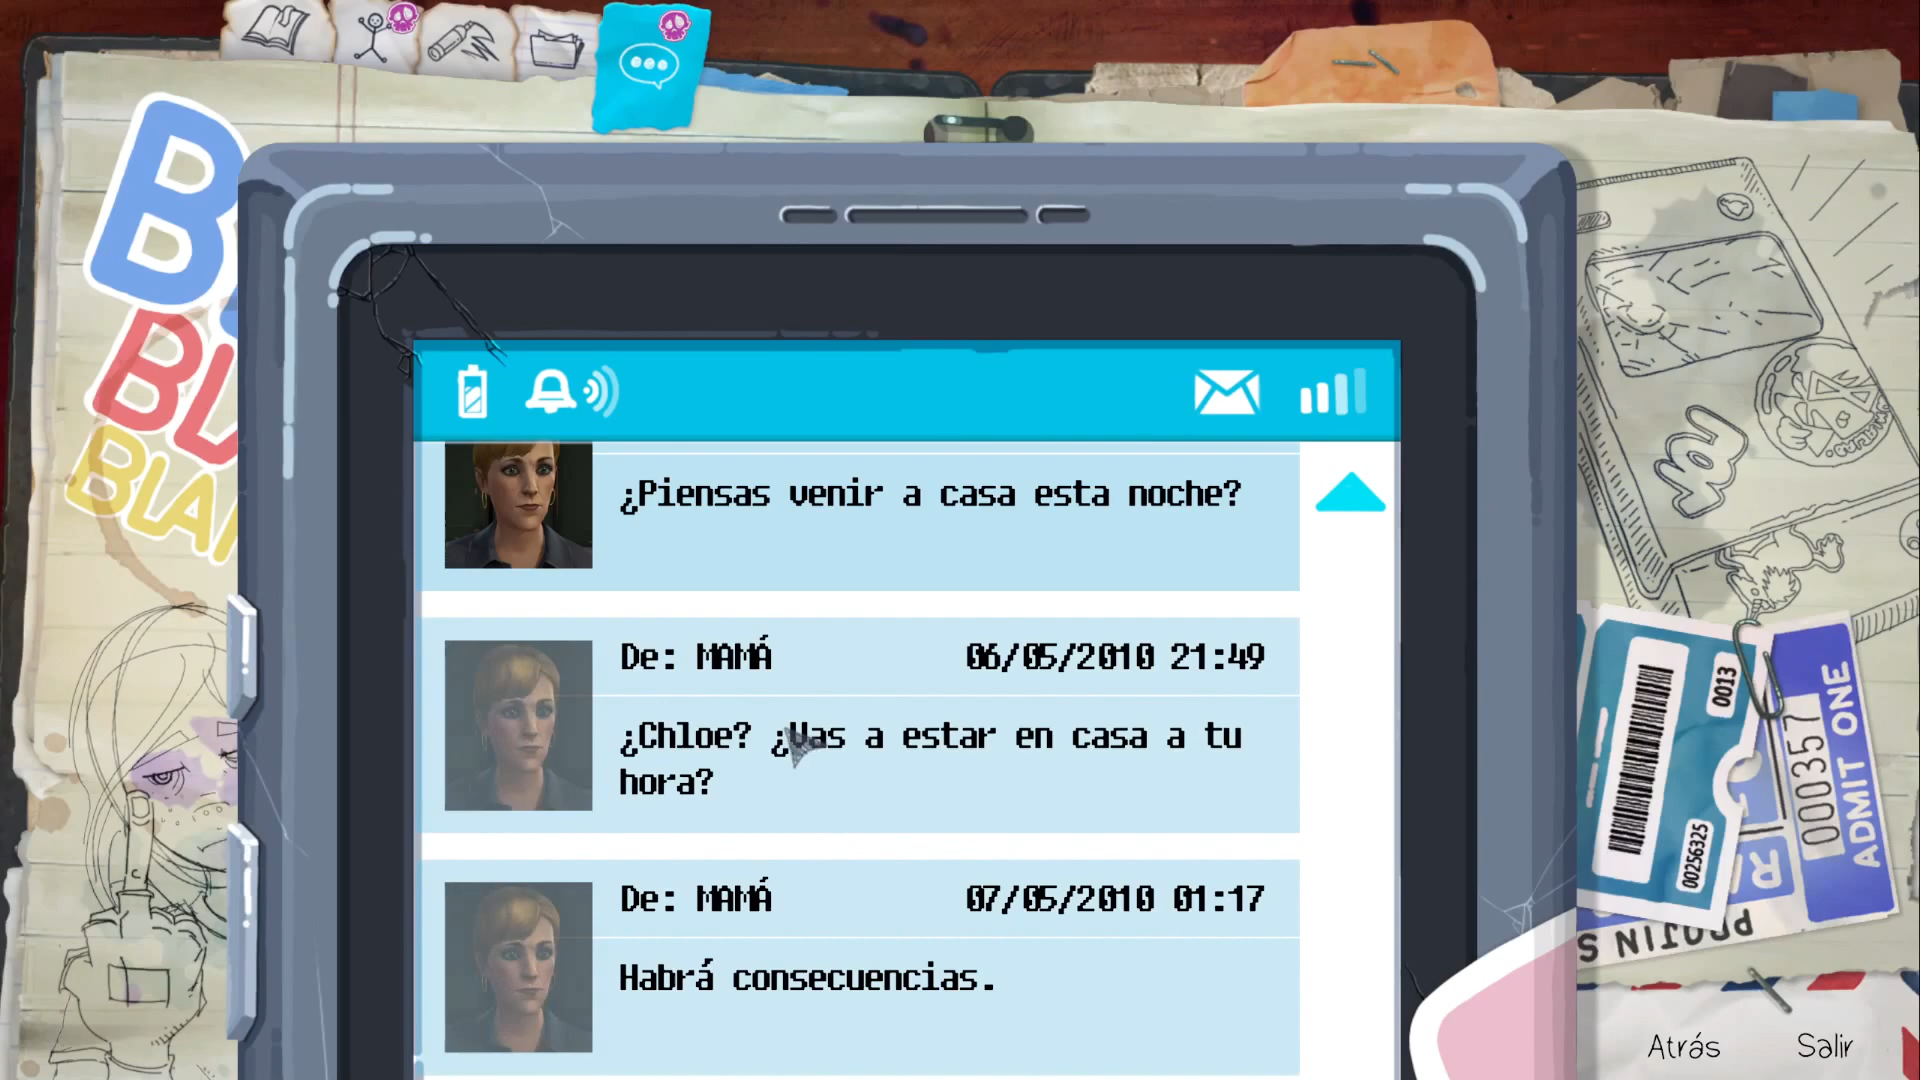 ¿Piensas venir a casa esta noche?
De: MAMÁ 06/05/2010 21:49
¿Chloe? ¿Vas a estar en casa a tu
hora?
De: MAMÁ 07/05/2010 01:17
Habrá consecuencias.
0013
00256325
000357
ADMIT ONE
Atrás Salir